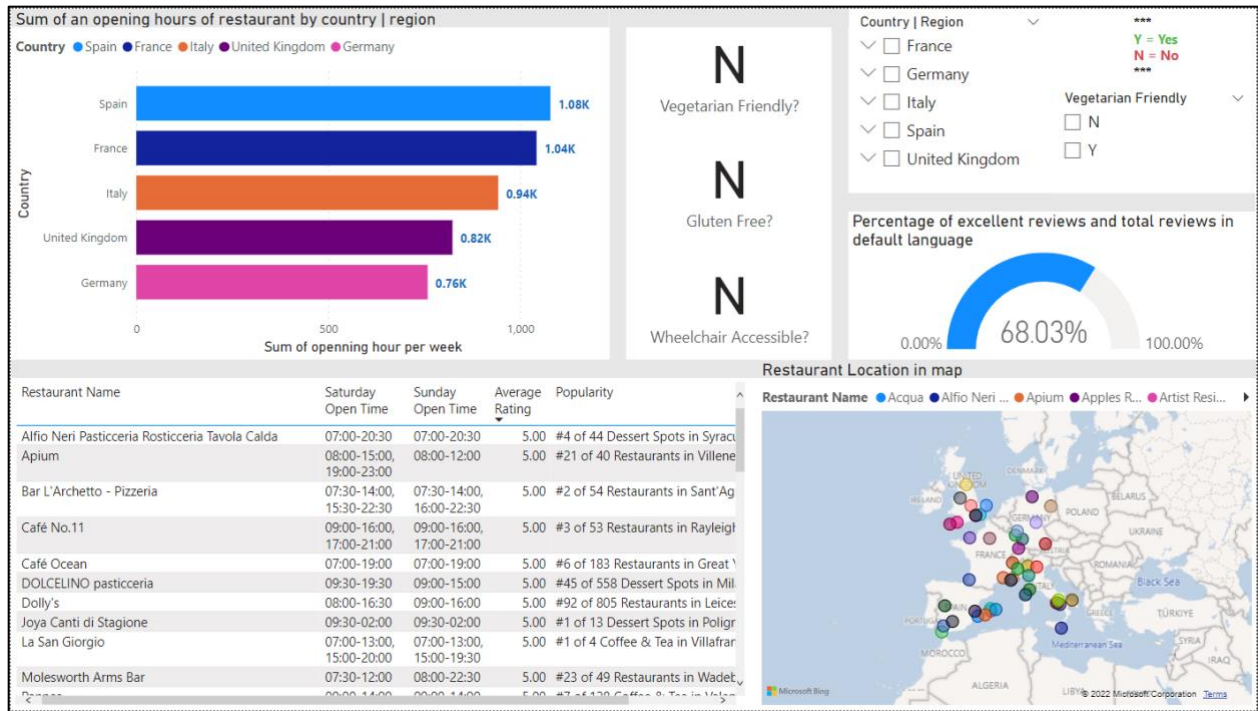 Sum of an opening hours of restaurant by country | region
Country Spain France Italy United Kingdom Germany
Country
Spain 1.08K
France 1.04K
Italy 0.94K
United Kingdom 0.82K
Germany 0.76K
0 500 1,000
Sum of openning hour per week
N
Vegetarian Friendly?
N
Gluten Free?
N
Wheelchair Accessible?
Country | Region
France
Germany
Italy
Spain
United Kingdom
***
Y = Yes
N = No
***
Vegetarian Friendly
N
Y
Percentage of excellent reviews and total reviews in
default language
68.03%
0.00% 100.00%
Restaurant Name Saturday Open Time Sunday Open Time Average Rating Popularity
Alfio Neri Pasticceria Rosticceria Tavola Calda 07:00-20:30 07:00-20:30 5.00 #4 of 44 Dessert Spots in Syracu
Apium 08:00-15:00, 08:00-12:00 5.00 #21 of 40 Restaurants in Villene
19:00-23:00
Bar L'Archetto - Pizzeria 07:30-14:00, 07:30-14:00, 5.00 #2 of 54 Restaurants in Sant'Ag
15:30-22:30 16:00-22:30
Café No.11 09:00-16:00, 09:00-16:00, 5.00 #3 of 53 Restaurants in Rayleigh
17:00-21:00 17:00-21:00
Café Ocean 07:00-19:00 07:00-19:00 5.00 #6 of 183 Restaurants in Great Y
DOLCELINO pasticceria 09:30-19:30 09:00-15:00 5.00 #45 of 558 Dessert Spots in Mil
Dolly's 08:00-16:30 09:00-16:00 5.00 #92 of 805 Restaurants in Leices
Joya Canti di Stagione 09:30-02:00 09:30-02:00 5.00 #1 of 13 Dessert Spots in Polign
La San Giorgio 07:00-13:00, 07:00-13:00, 5.00 #1 of 4 Coffee & Tea in Villafran
15:00-20:00 15:00-19:30
Molesworth Arms Bar 07:30-12:00 08:00-22:30 5.00 #23 of 49 Restaurants in Wadeb
Restaurant Location in map
Restaurant Name Acqua Alfio Neri ... Apium Apples R... Artist Resi...
UNITED
DENMARK
IRELAND
BELARUS
POLAND
GERMANY
UKRAINE
FRANCE
ROMANIA
ITALY
Black Sea
SPAIN
GREECE
TÜRKIYE
Mediterranean Sea
SYRIA
MOROCCO
IRAQ
ALGERIA
Microsoft Bing
© 2022 Microsoft Corporation Terms